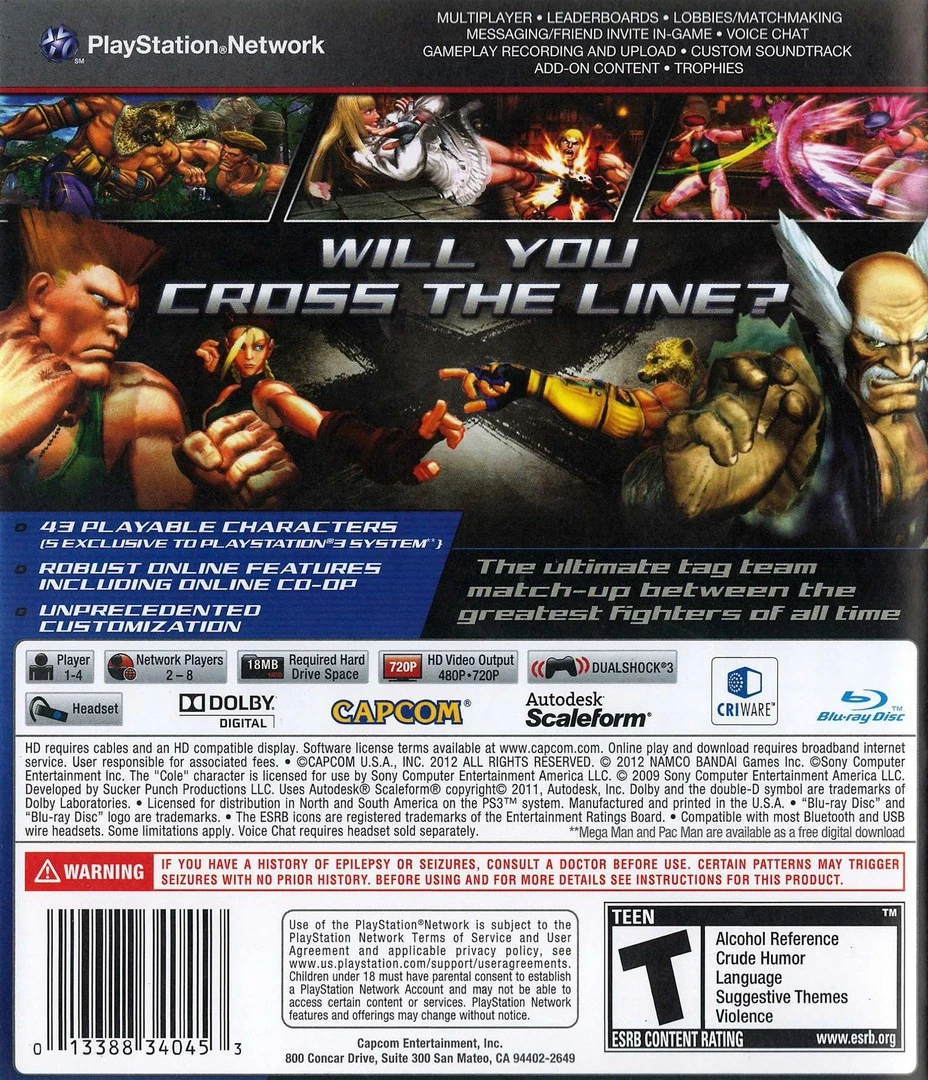 PlayStation®Network
SM
MULTIPLAYER • LEADERBOARDS • LOBBIES/MATCHMAKING
MESSAGING/FRIEND INVITE IN-GAME • VOICE CHAT
GAMEPLAY RECORDING AND UPLOAD • CUSTOM SOUNDTRACK
ADD-ON CONTENT • TROPHIES
WILL YOU
CROSS THE LINE?
43 PLAYABLE CHARACTERS
(5 EXCLUSIVE TO PLAYSTATION®3 SYSTEM**)
ROBUST ONLINE FEATURES
INCLUDING ONLINE CO-OP
UNPRECEDENTED
CUSTOMIZATION
The ultimate tag team
match-up between the
greatest fighters of all time
Player
1-4
Network Players
2 – 8
18MB
HDD
Required Hard
Drive Space
720P
HD Video Output
480P•720P
DUALSHOCK®3
CRIWARE™
Blu-ray Disc™
Headset
DOLBY
DIGITAL
CAPCOM®
Autodesk®
Scaleform®
HD requires cables and an HD compatible display. Software license terms available at www.capcom.com. Online play and download requires broadband internet
service. User responsible for associated fees. • ©CAPCOM U.S.A., INC. 2012 ALL RIGHTS RESERVED. © 2012 NAMCO BANDAI Games Inc. ©Sony Computer
Entertainment Inc. The "Cole" character is licensed for use by Sony Computer Entertainment America LLC. © 2009 Sony Computer Entertainment America LLC.
Developed by Sucker Punch Productions LLC. Uses Autodesk® Scaleform® copyright© 2011, Autodesk, Inc. Dolby and the double-D symbol are trademarks of
Dolby Laboratories. • Licensed for distribution in North and South America on the PS3™ system. Manufactured and printed in the U.S.A. • “Blu-ray Disc” and
“Blu-ray Disc” logo are trademarks. • The ESRB icons are registered trademarks of the Entertainment Ratings Board. • Compatible with most Bluetooth and USB
wire headsets. Some limitations apply. Voice Chat requires headset sold separately.
**Mega Man and Pac Man are available as a free digital download
WARNING
IF YOU HAVE A HISTORY OF EPILEPSY OR SEIZURES, CONSULT A DOCTOR BEFORE USE. CERTAIN PATTERNS MAY TRIGGER
SEIZURES WITH NO PRIOR HISTORY. BEFORE USING AND FOR MORE DETAILS SEE INSTRUCTIONS FOR THIS PRODUCT.
0 13388 34045 3
Use of the PlayStation®Network is subject to the
PlayStation Network Terms of Service and User
Agreement and applicable privacy policy, see
www.us.playstation.com/support/useragreements.
Children under 18 must have parental consent to establish
a PlayStation Network Account and may not be able to
access certain content or services. PlayStation Network
features and offerings may change without notice.
Capcom Entertainment, Inc.
800 Concar Drive, Suite 300 San Mateo, CA 94402-2649
TEEN
TM
T
Alcohol Reference
Crude Humor
Language
Suggestive Themes
Violence
ESRB CONTENT RATING
www.esrb.org